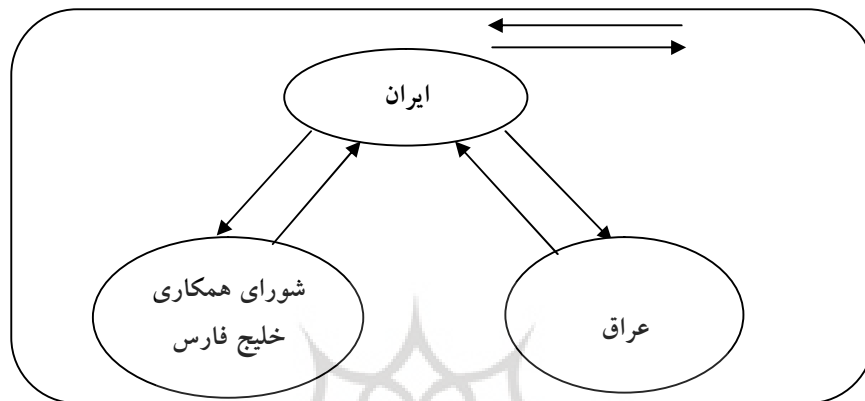 ایران
شورای همکاری
خلیج فارس
عراق